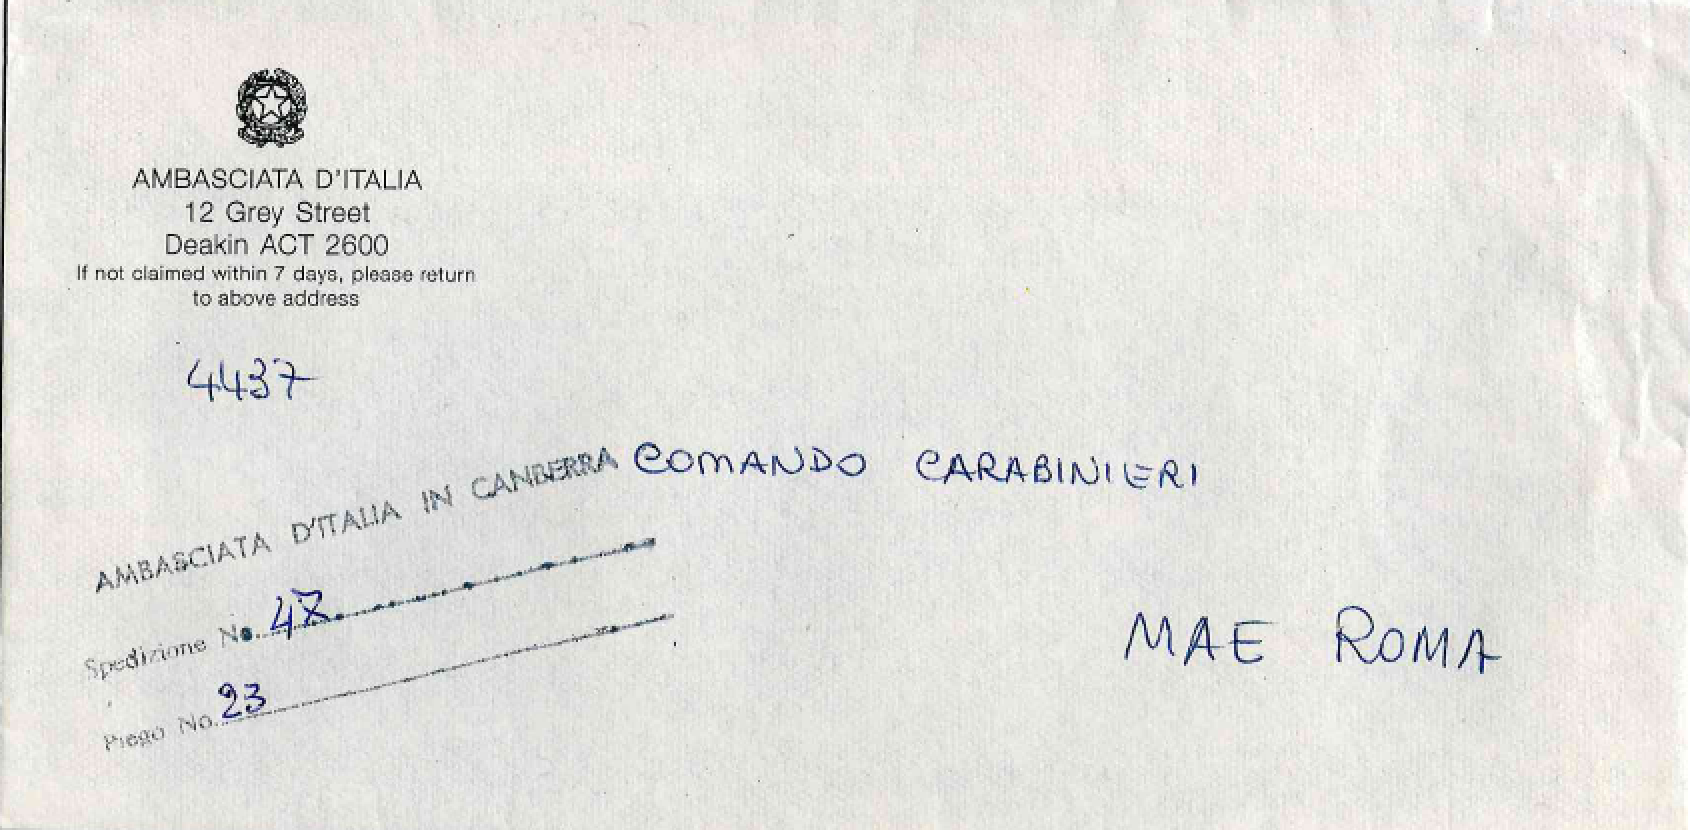 AMBASCIATA D'ITALIA
12 Grey Street
Deakin ACT 2600
If not claimed within 7 days, please return
to above address
4437
COMANDO CARABINIERI
AMBASCIATA D'ITALIA IN CANBERRA
Spedizione No. 47
MAE ROMA
Piego No. 23